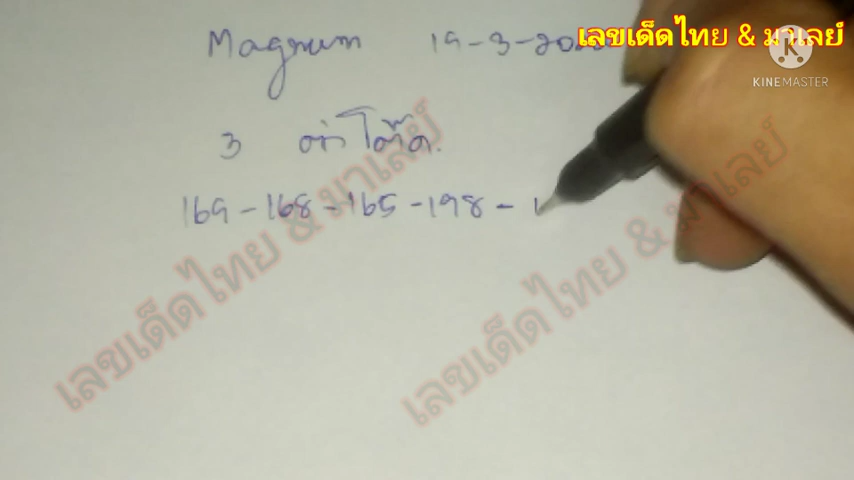 Magnum 19-3-20
เลขเด็ดไทย & มาเลย์
KINEMASTER
3 ตัว โต๊ด.
169-168-165-198-1
เลขเด็ดไทย & มาเลย์
เลขเด็ดไทย & มาเลย์